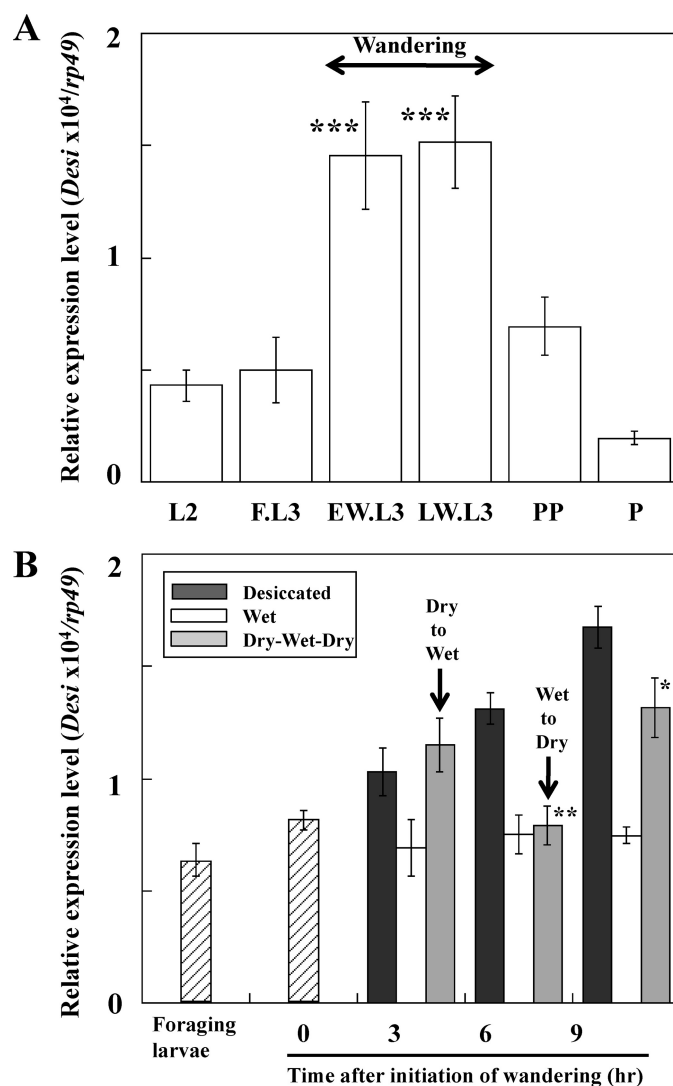 A
Relative expression level (Desi x10⁴/rp49)
2
1
0
Wandering
***
***
L2 F.L3 EW.L3 LW.L3 PP P
B
Relative expression level (Desi x10⁴/rp49)
2
1
0
Desiccated
Wet
Dry-Wet-Dry
Dry
to
Wet
Wet
to
Dry
**
*
Foraging
larvae
0 3 6 9
Time after initiation of wandering (hr)